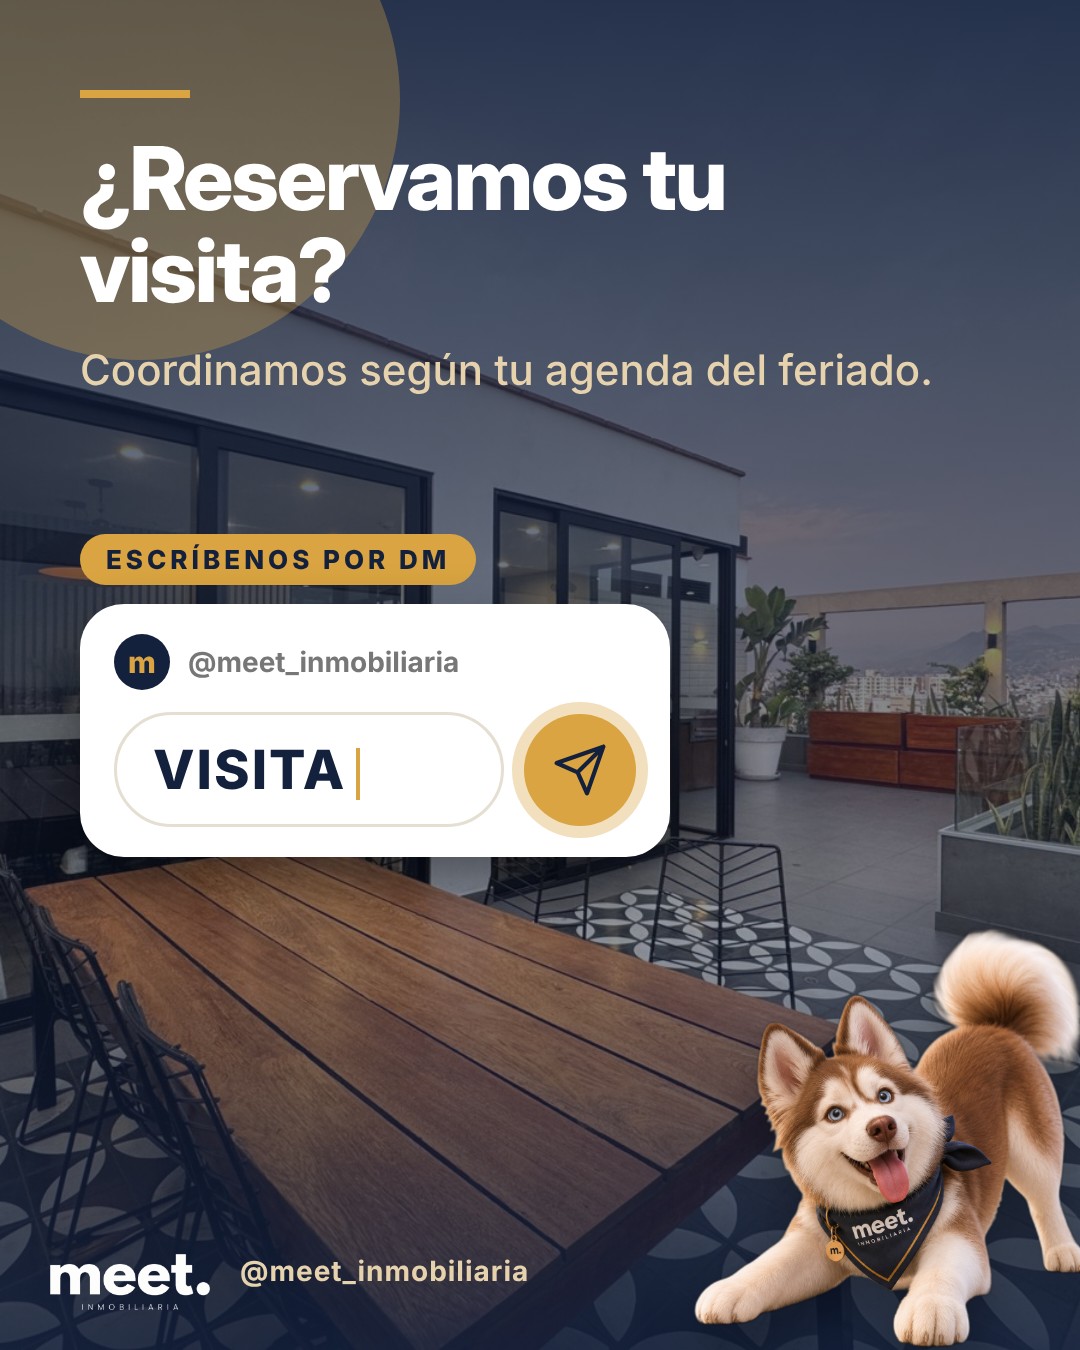 ¿Reservamos tu
visita?
Coordinamos según tu agenda del feriado.
ESCRÍBENOS POR DM
m
@meet_inmobiliaria
VISITA
meet.
INMOBILIARIA
m.
meet.
INMOBILIARIA
@meet_inmobiliaria